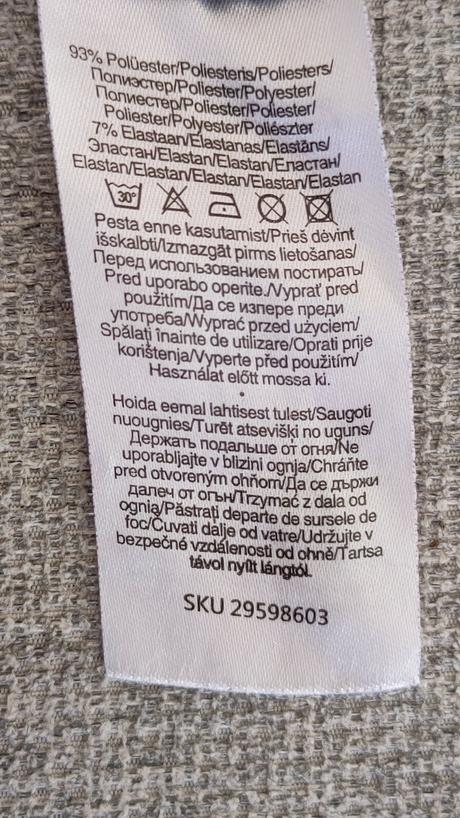 93% Polüester/Poliesteris/Poliesters/
Полиэстер/Poliester/Polyester/
Полиестер/Poliester/Poliester/
Poliester/Polyester/Poliészter
7% Elastaan/Elastanas/Elastāns/
Эластан/Elastan/Elastan/Еластан/
Elastan/Elastan/Elastan/Elastan/Elastan
30°
Pesta enne kasutamist/Prieš dėvint
išskalbti/Izmazgāt pirms lietošanas/
Перед использованием постирать/
Pred uporabo operite./Vyprať pred
použitím/Да се изпере преди
употреба/Wyprać przed użyciem/
Spălați înainte de utilizare/Oprati prije
korištenja/Vyperte před použitím/
Használat előtt mossa ki.
Hoida eemal lahtisest tulest/Saugoti
nuougnies/Turēt atsevišķi no uguns/
Держать подальше от огня/Ne
uporabljajte v blizini ognja/Chráňte
pred otvoreným ohňom/Да се държи
далеч от огън/Trzymać z dala od
ognia/Păstrați departe de sursele de
foc/Čuvati dalje od vatre/Udržujte v
bezpečné vzdálenosti od ohně/Tartsa
távol nyílt lángtól.
SKU 29598603